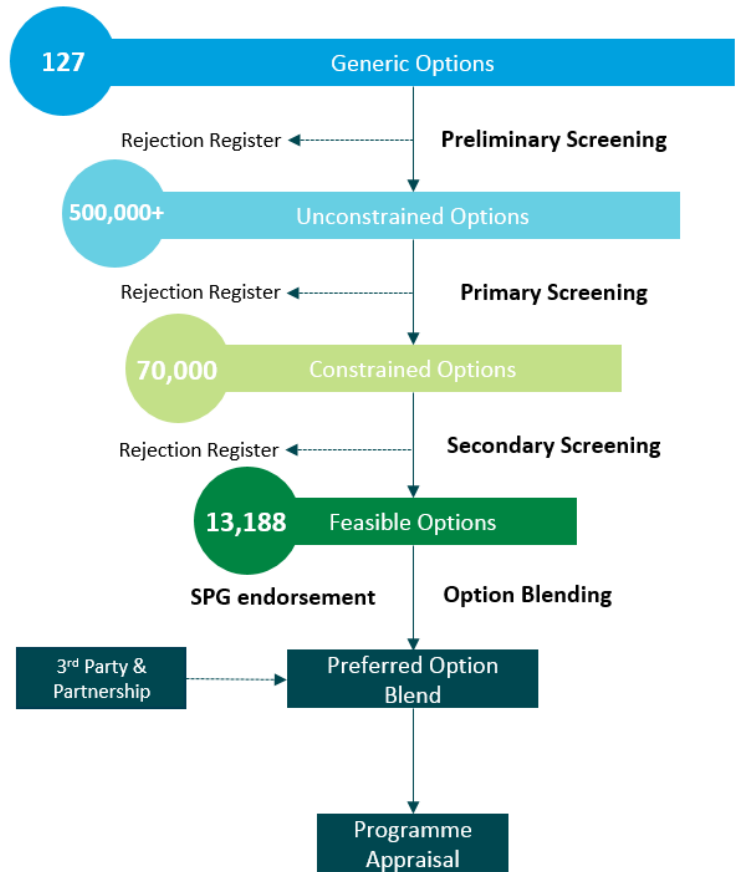 127
Generic Options
Rejection Register
Preliminary Screening
500,000+
Unconstrained Options
Rejection Register
Primary Screening
70,000
Constrained Options
Rejection Register
Secondary Screening
13,188
Feasible Options
SPG endorsement
Option Blending
3rd Party &
Partnership
Preferred Option
Blend
Programme
Appraisal